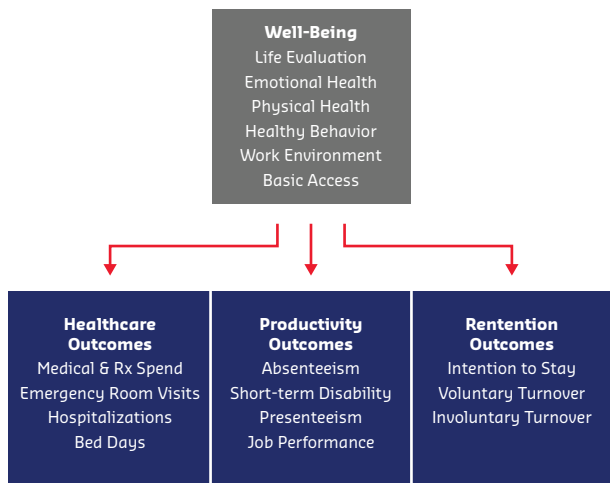 Well-Being
Life Evaluation
Emotional Health
Physical Health
Healthy Behavior
Work Environment
Basic Access
Healthcare
Outcomes
Medical & Rx Spend
Emergency Room Visits
Hospitalizations
Bed Days
Productivity
Outcomes
Absenteeism
Short-term Disability
Presenteeism
Job Performance
Rentention
Outcomes
Intention to Stay
Voluntary Turnover
Involuntary Turnover